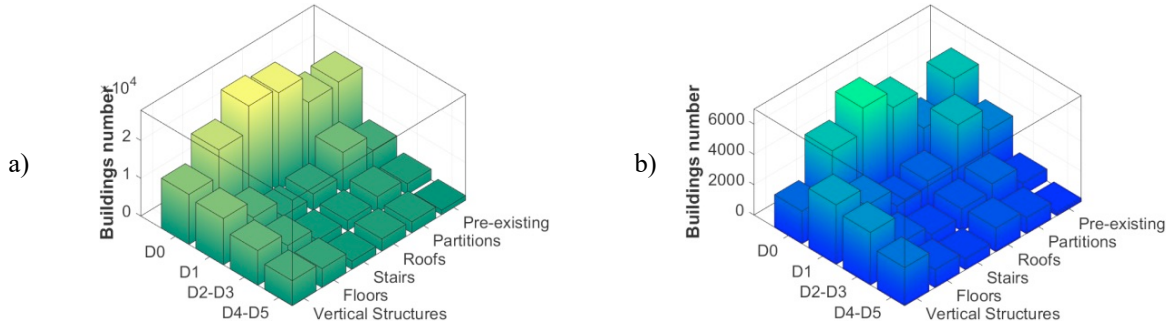 a)
Buildings number
10^4
2
1
0
D0
D1
D2-D3
D4-D5
Vertical Structures
Floors
Stairs
Roofs
Partitions
Pre-existing
b)
Buildings number
6000
4000
2000
0
D0
D1
D2-D3
D4-D5
Vertical Structures
Floors
Stairs
Roofs
Partitions
Pre-existing